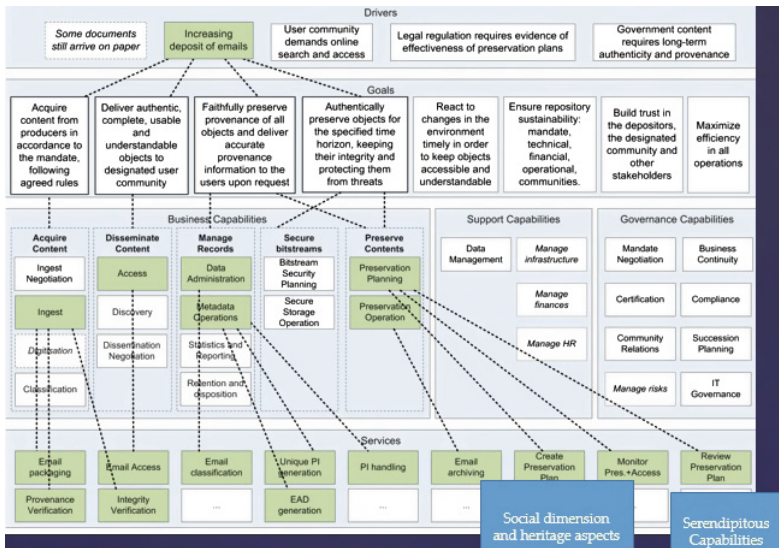 Drivers
Some documents
still arrive on paper
Increasing
deposit of emails
User community
demands online
search and access
Legal regulation requires evidence of
effectiveness of preservation plans
Government content
requires long-term
authenticity and provenance
Goals
Acquire
content from
producers in
accordance to
the mandate,
following
agreed rules
Deliver authentic,
complete, usable
and
understandable
objects to
designated user
community
Faithfully preserve
provenance of all
objects and deliver
accurate
provenance
information to the
users upon request
Authentically
preserve objects for
the specified time
horizon, keeping
their integrity and
protecting them
from threats
React to
changes in the
environment
timely in order
to keep objects
accessible and
understandable
Ensure repository
sustainability:
mandate,
technical,
financial,
operational,
communities.
Build trust in
the depositors,
the designated
community and
other
stakeholders
Maximize
efficiency
in all
operations
Business Capabilities
Acquire
Content
Ingest
Negotiation
Ingest
Digitisation
Classification
Disseminate
Content
Access
Discovery
Dissemination
Negotiation
Manage
Records
Data
Administration
Metadata
Operations
Statistics and
Reporting
Retention and
disposition
Secure
bitstreams
Bitstream
Security
Planning
Secure
Storage
Operation
Preserve
Contents
Preservation
Planning
Preservation
Operation
Support Capabilities
Data
Management
Manage
infrastructure
Manage
finances
Manage HR
Governance Capabilities
Mandate
Negotiation
Business
Continuity
Certification
Compliance
Community
Relations
Succession
Planning
Manage risks
IT
Governance
Services
Email
packaging
Email Access
Email
classification
Unique PI
generation
PI handling
Email
archiving
Create
Preservation
Plan
Monitor
Pres.+Access
Review
Preservation
Plan
Provenance
Verification
Integrity
Verification
...
EAD
generation
...
...
Social dimension
and heritage aspects
Serendipitous
Capabilities